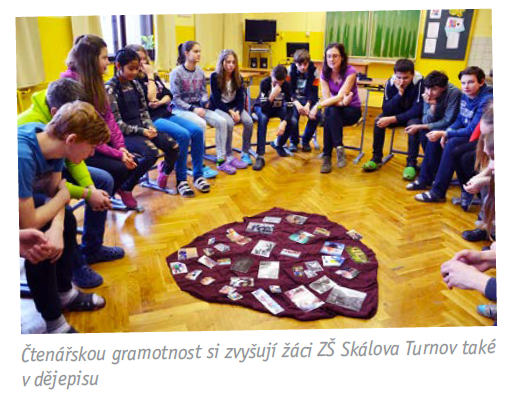 Čtenářskou gramotnost si zvyšují žáci ZŠ Skálova Turnov také
v dějepisu